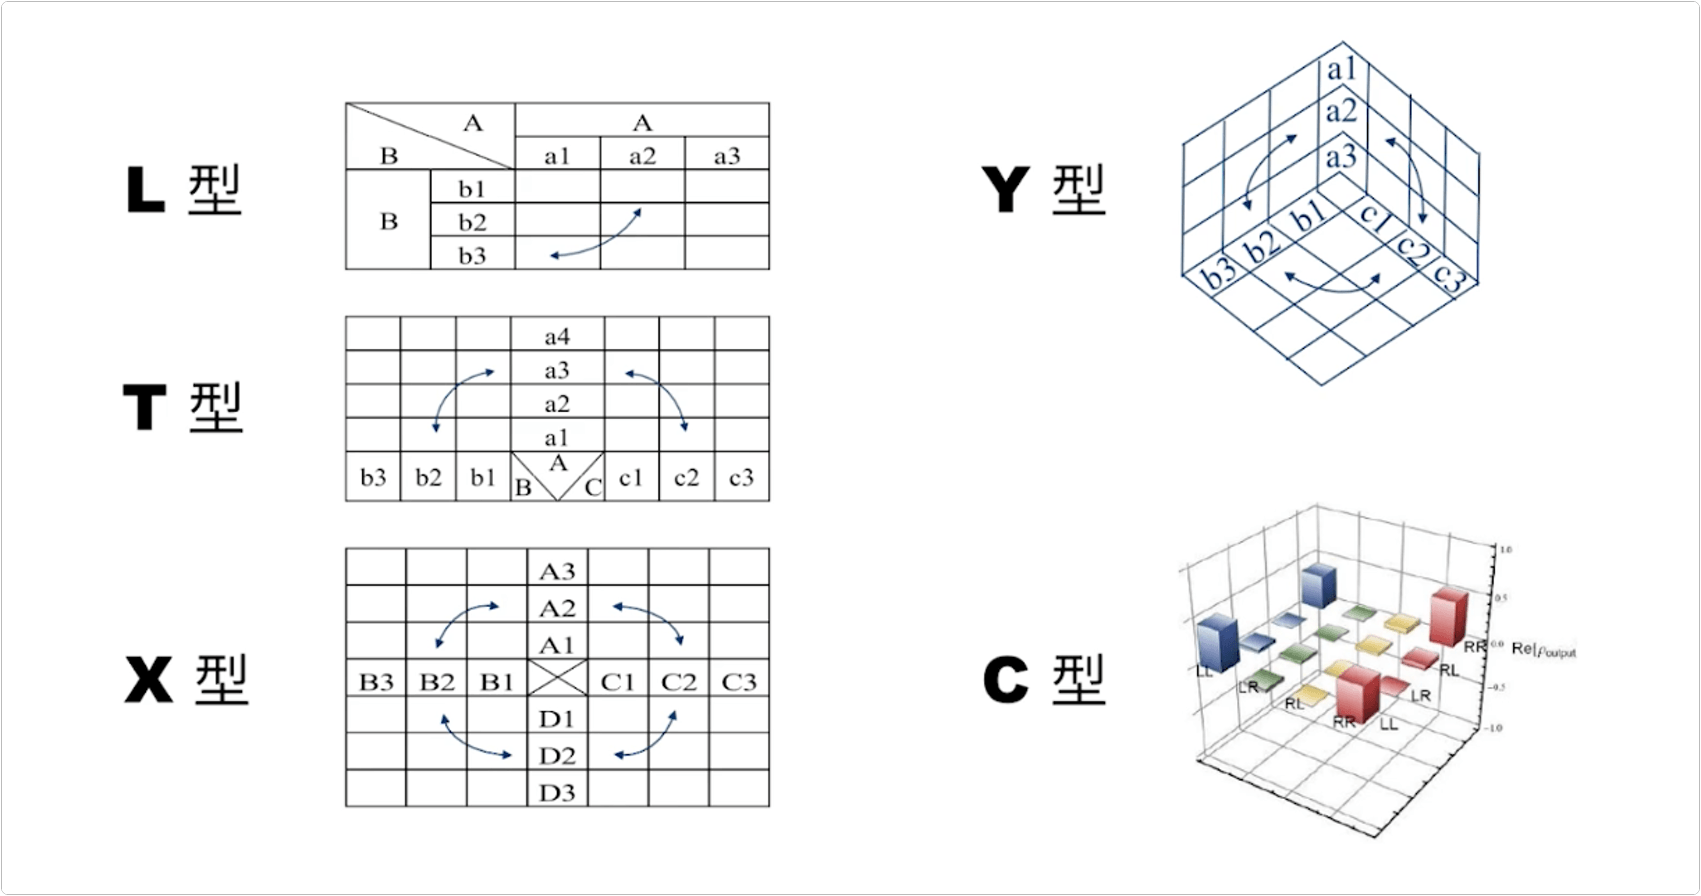 L 型
A
B
A
a1 a2 a3
B
b1
b2
b3
T 型
a4
a3
a2
a1
b3 b2 b1 B A C c1 c2 c3
X 型
A3
A2
A1
B3 B2 B1 C1 C2 C3
D1
D2
D3
Y 型
a1
a2
a3
b3 b2 b1 c1 c2 c3
C 型
1.0
0.5
0.0
-0.5
-1.0
Re[ρoutput
LL
LR
RL
RR
LL
LR
RL
RR